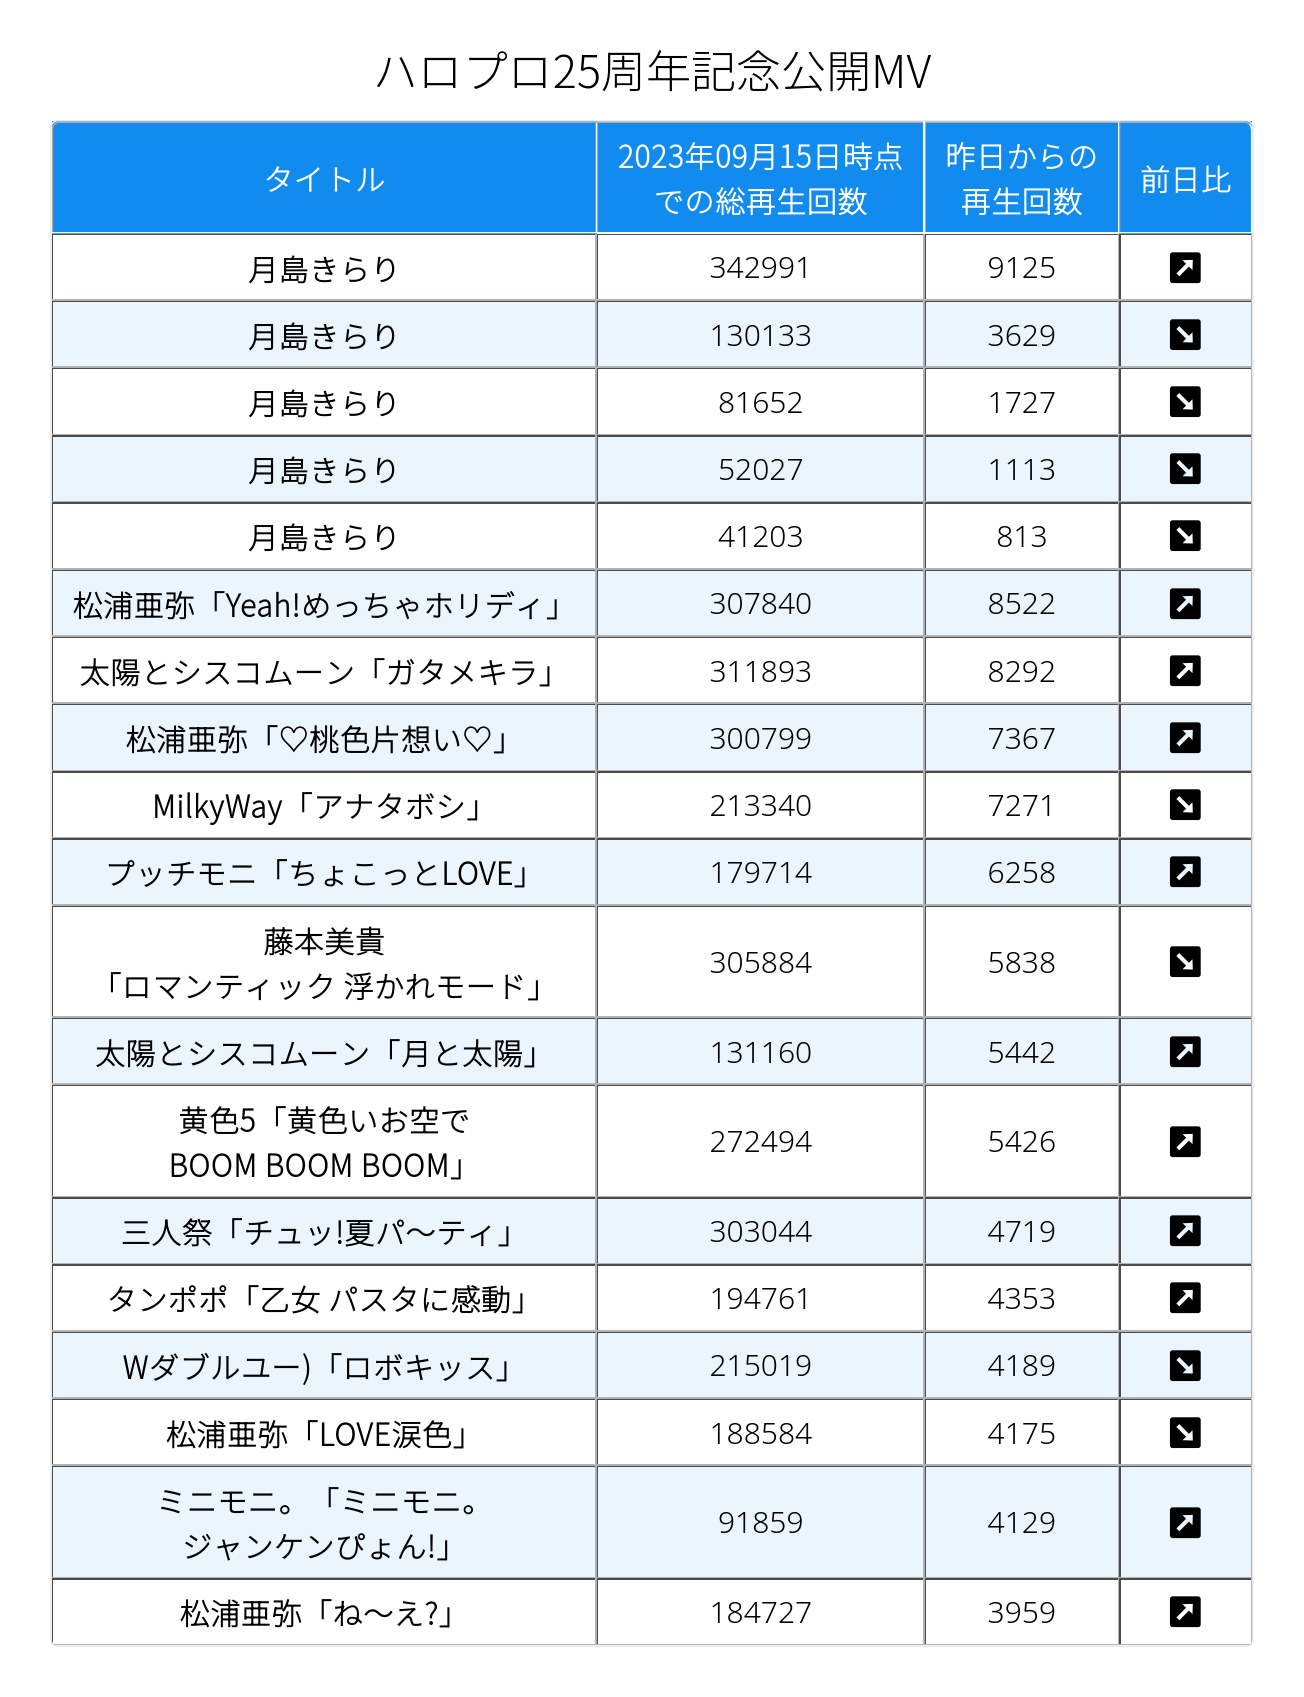 ハロプロ25周年記念公開MV
タイトル 2023年09月15日時点 昨日からの 前日比
での総再生回数 再生回数
月島きらり 342991 9125 ↗
月島きらり 130133 3629 ↘
月島きらり 81652 1727 ↘
月島きらり 52027 1113 ↘
月島きらり 41203 813 ↘
松浦亜弥「Yeah!めっちゃホリディ」 307840 8522 ↗
太陽とシスコムーン「ガタメキラ」 311893 8292 ↗
松浦亜弥「♡桃色片想い♡」 300799 7367 ↗
MilkyWay「アナタボシ」 213340 7271 ↘
プッチモニ「ちょこっとLOVE」 179714 6258 ↗
藤本美貴
「ロマンティック 浮かれモード」 305884 5838 ↘
太陽とシスコムーン「月と太陽」 131160 5442 ↗
黄色5「黄色いお空で
BOOM BOOM BOOM」 272494 5426 ↗
三人祭「チュッ!夏パ〜ティ」 303044 4719 ↗
タンポポ「乙女 パスタに感動」 194761 4353 ↗
Wダブルユー)「ロボキッス」 215019 4189 ↘
松浦亜弥「LOVE涙色」 188584 4175 ↘
ミニモニ。「ミニモニ。
ジャンケンぴょん!」 91859 4129 ↗
松浦亜弥「ね〜え?」 184727 3959 ↗